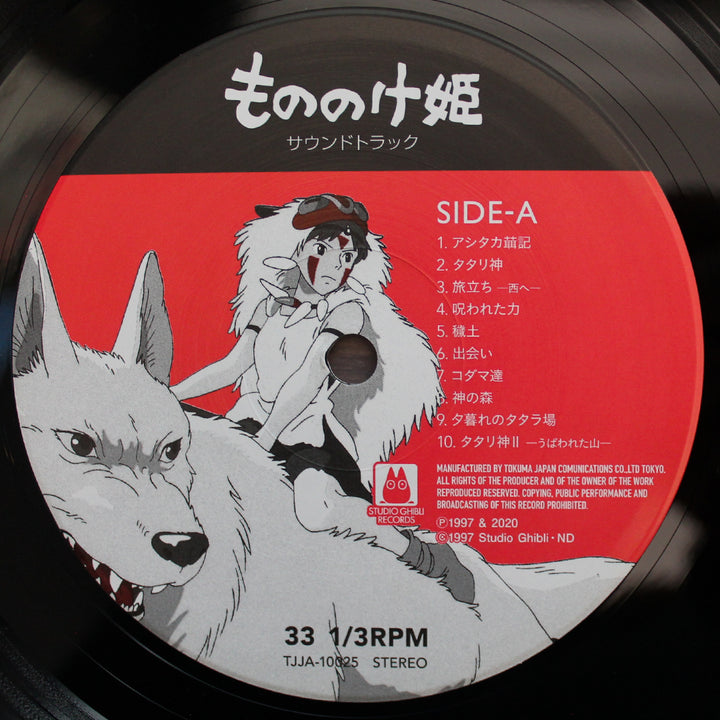 もののけ姫
サウンドトラック
SIDE-A
1. アシタカ𦻙記
2. タタリ神
3. 旅立ち ―西へ―
4. 呪われた力
5. 穢土
6. 出会い
7. コダマ達
8. 神の森
9. 夕暮れのタタラ場
10. タタリ神II ―うばわれた山―
MANUFACTURED BY TOKUMA JAPAN COMUNICATIONS CO.,LTD TOKYO.
ALL RIGHTS OF THE PRODUCER AND OF THE OWNER OF THE WORK
REPRODUCED RESERVED. COPYING, PUBLIC PERFORMANCE AND
BROADCASTING OF THIS RECORD PROHIBITED.
STUDIO GHIBLI
RECORDS
℗1997 & 2020
©1997 Studio Ghibli・ND
33 1/3RPM
TJJA-10025 STEREO